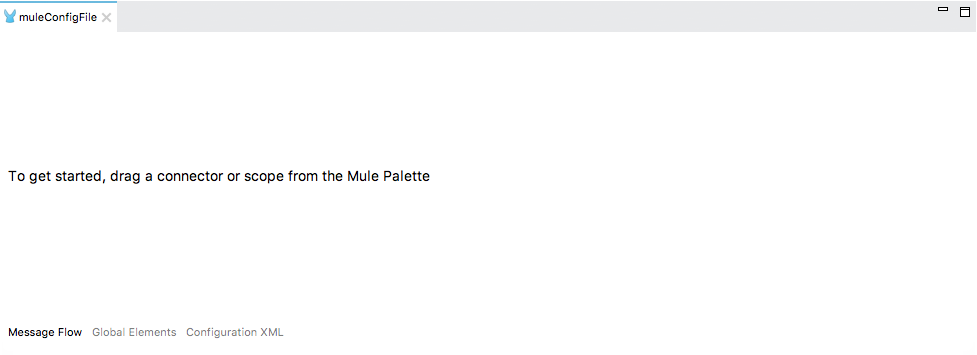 muleConfigFile
To get started, drag a connector or scope from the Mule Palette
Message Flow Global Elements Configuration XML